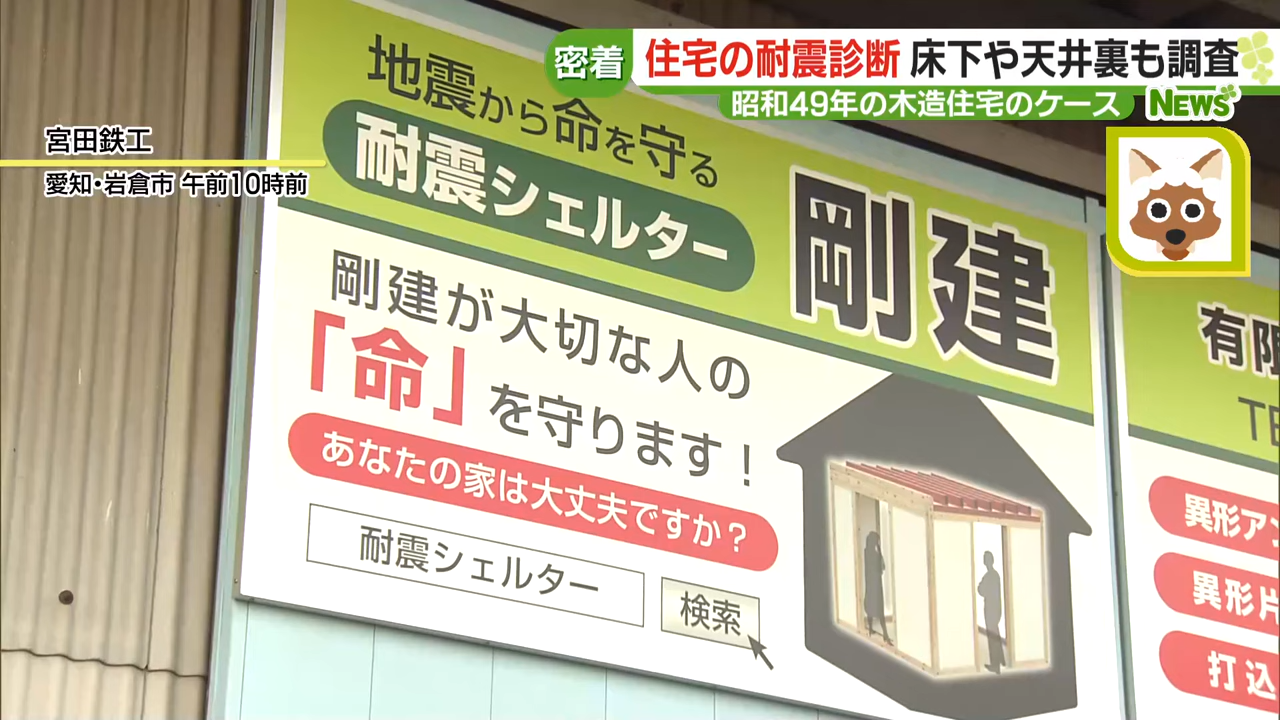 密着 住宅の耐震診断 床下や天井裏も調査
昭和49年の木造住宅のケース NEWS
宮田鉄工
愛知・岩倉市 午前10時前
地震から命を守る
耐震シェルター
剛建
剛建が大切な人の
「命」を守ります!
あなたの家は大丈夫ですか?
耐震シェルター 検索
有限
TE
異形ア
異形片
打込